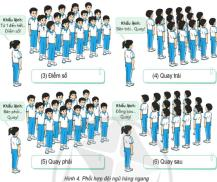 Khẩu lệnh:
Từ 1 đến hết...
Điểm số!
Khẩu lệnh:
Bên trái... Quay!
(3) Điểm số
(4) Quay trái
Khẩu lệnh:
Bên phải...
Quay!
Khẩu lệnh:
Đằng sau...
Quay!
(5) Quay phải
(6) Quay sau
Hình 4. Phối hợp đội ngũ hàng ngang